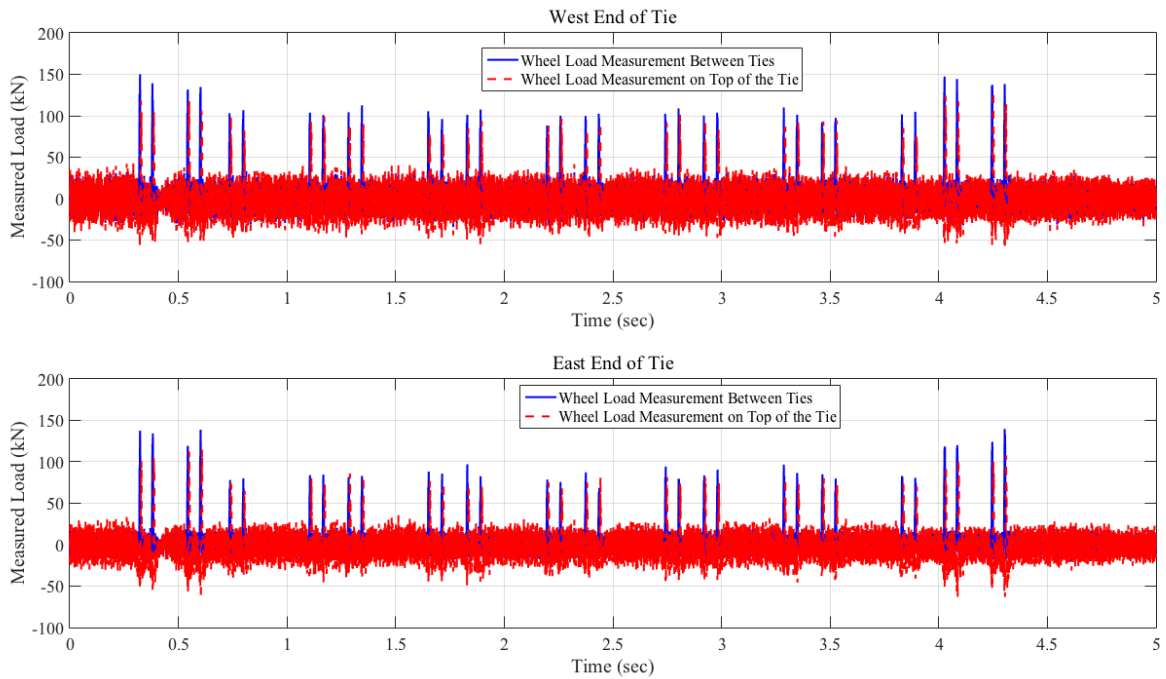 West End of Tie
200
150
100
50
0
-50
-100
Measured Load (kN)
Wheel Load Measurement Between Ties
Wheel Load Measurement on Top of the Tie
0 0.5 1 1.5 2 2.5 3 3.5 4 4.5 5
Time (sec)
East End of Tie
200
150
100
50
0
-50
-100
Measured Load (kN)
Wheel Load Measurement Between Ties
Wheel Load Measurement on Top of the Tie
0 0.5 1 1.5 2 2.5 3 3.5 4 4.5 5
Time (sec)